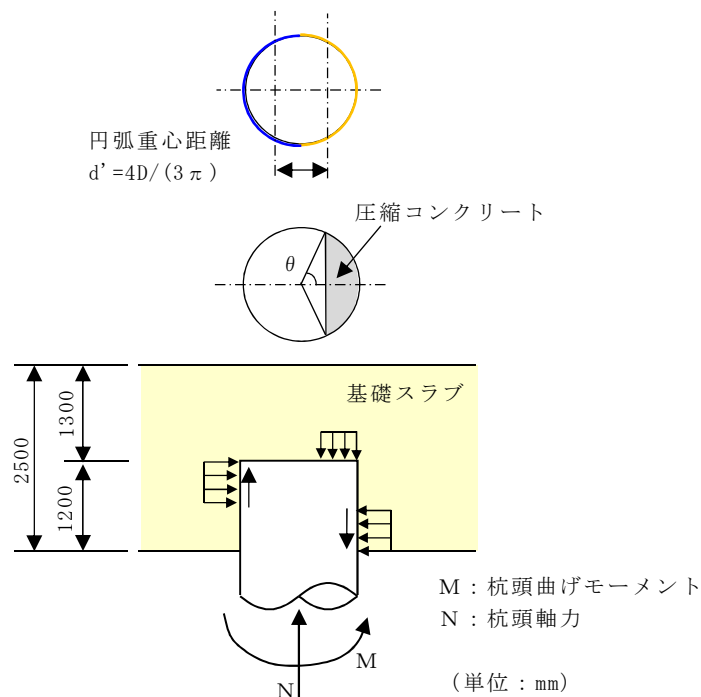 円弧重心距離
d'=4D/(3π)
圧縮コンクリート
θ
基礎スラブ
2500
1300
1200
M：杭頭曲げモーメント
N：杭頭軸力
M
N
(単位：mm)